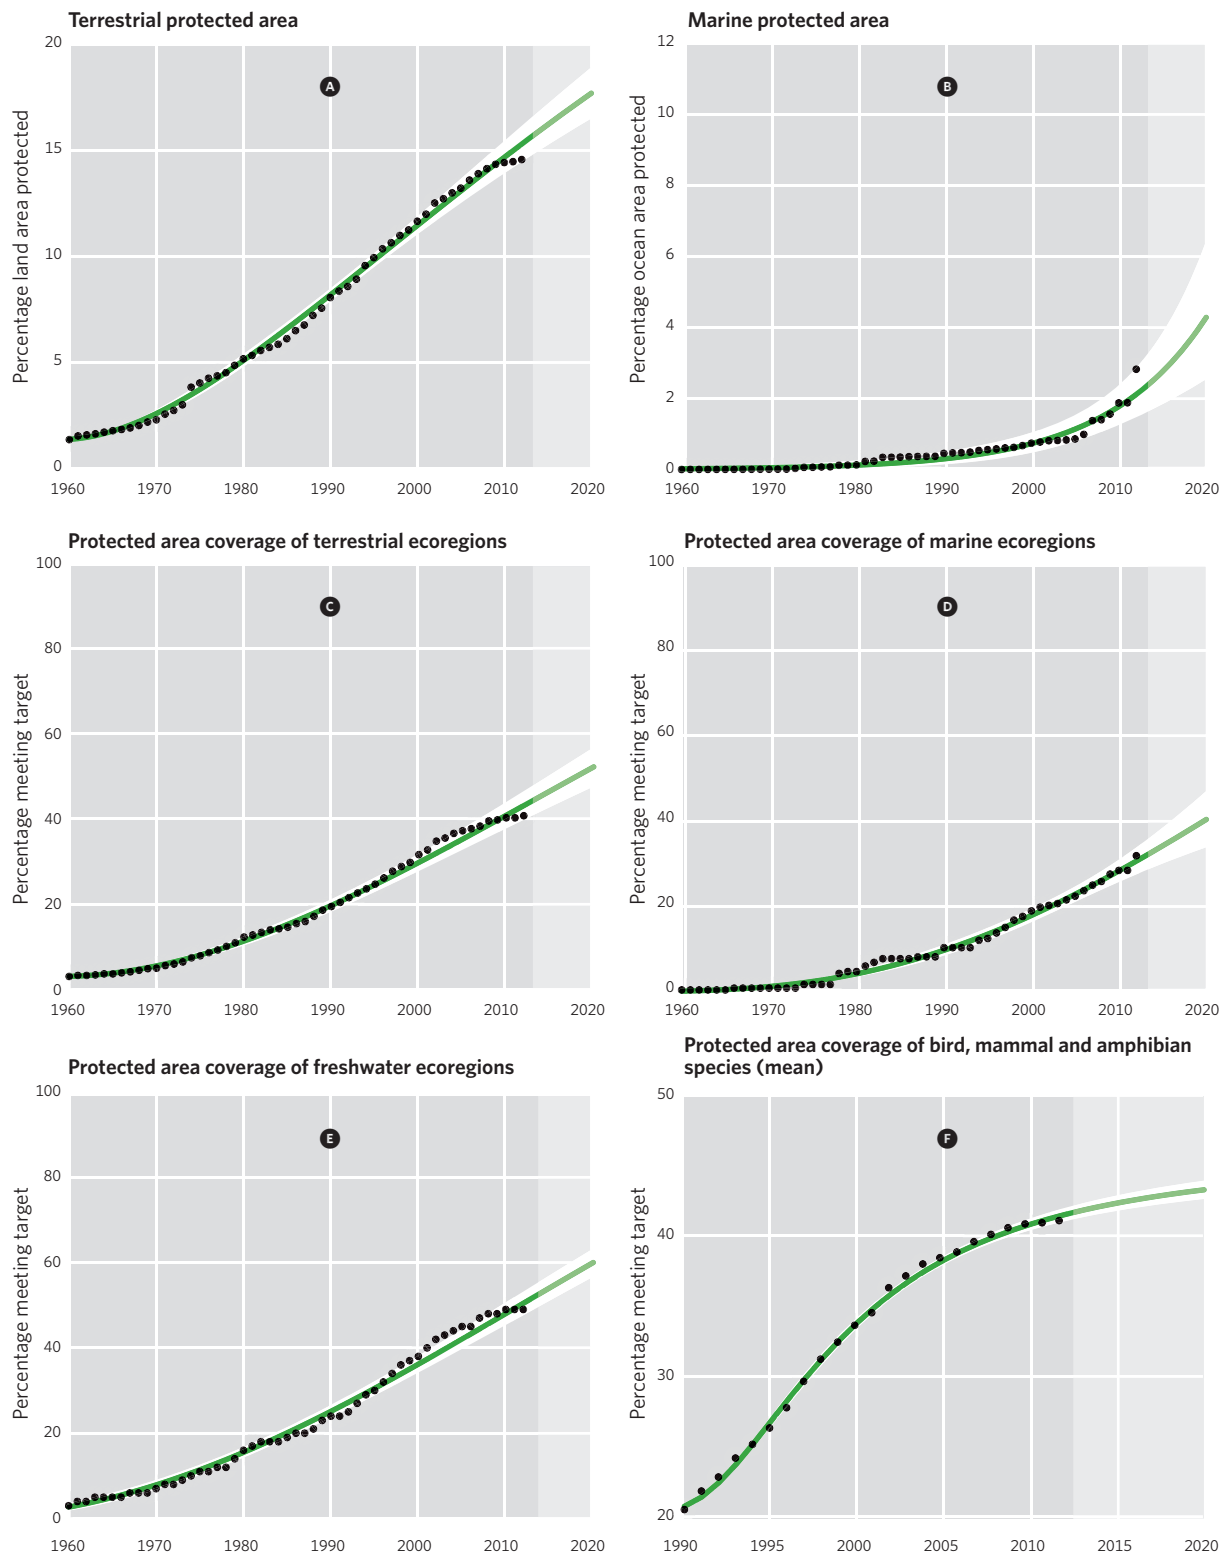 Terrestrial protected area
Percentage land area protected
20
15
10
5
0
A
1960 1970 1980 1990 2000 2010 2020
Marine protected area
Percentage ocean area protected
12
10
8
6
4
2
0
B
1960 1970 1980 1990 2000 2010 2020
Protected area coverage of terrestrial ecoregions
Percentage meeting target
100
80
60
40
20
0
C
1960 1970 1980 1990 2000 2010 2020
Protected area coverage of marine ecoregions
Percentage meeting target
100
80
60
40
20
0
D
1960 1970 1980 1990 2000 2010 2020
Protected area coverage of freshwater ecoregions
Percentage meeting target
100
80
60
40
20
0
E
1960 1970 1980 1990 2000 2010 2020
Protected area coverage of bird, mammal and amphibian
species (mean)
Percentage meeting target
50
40
30
20
F
1990 1995 2000 2005 2010 2015 2020